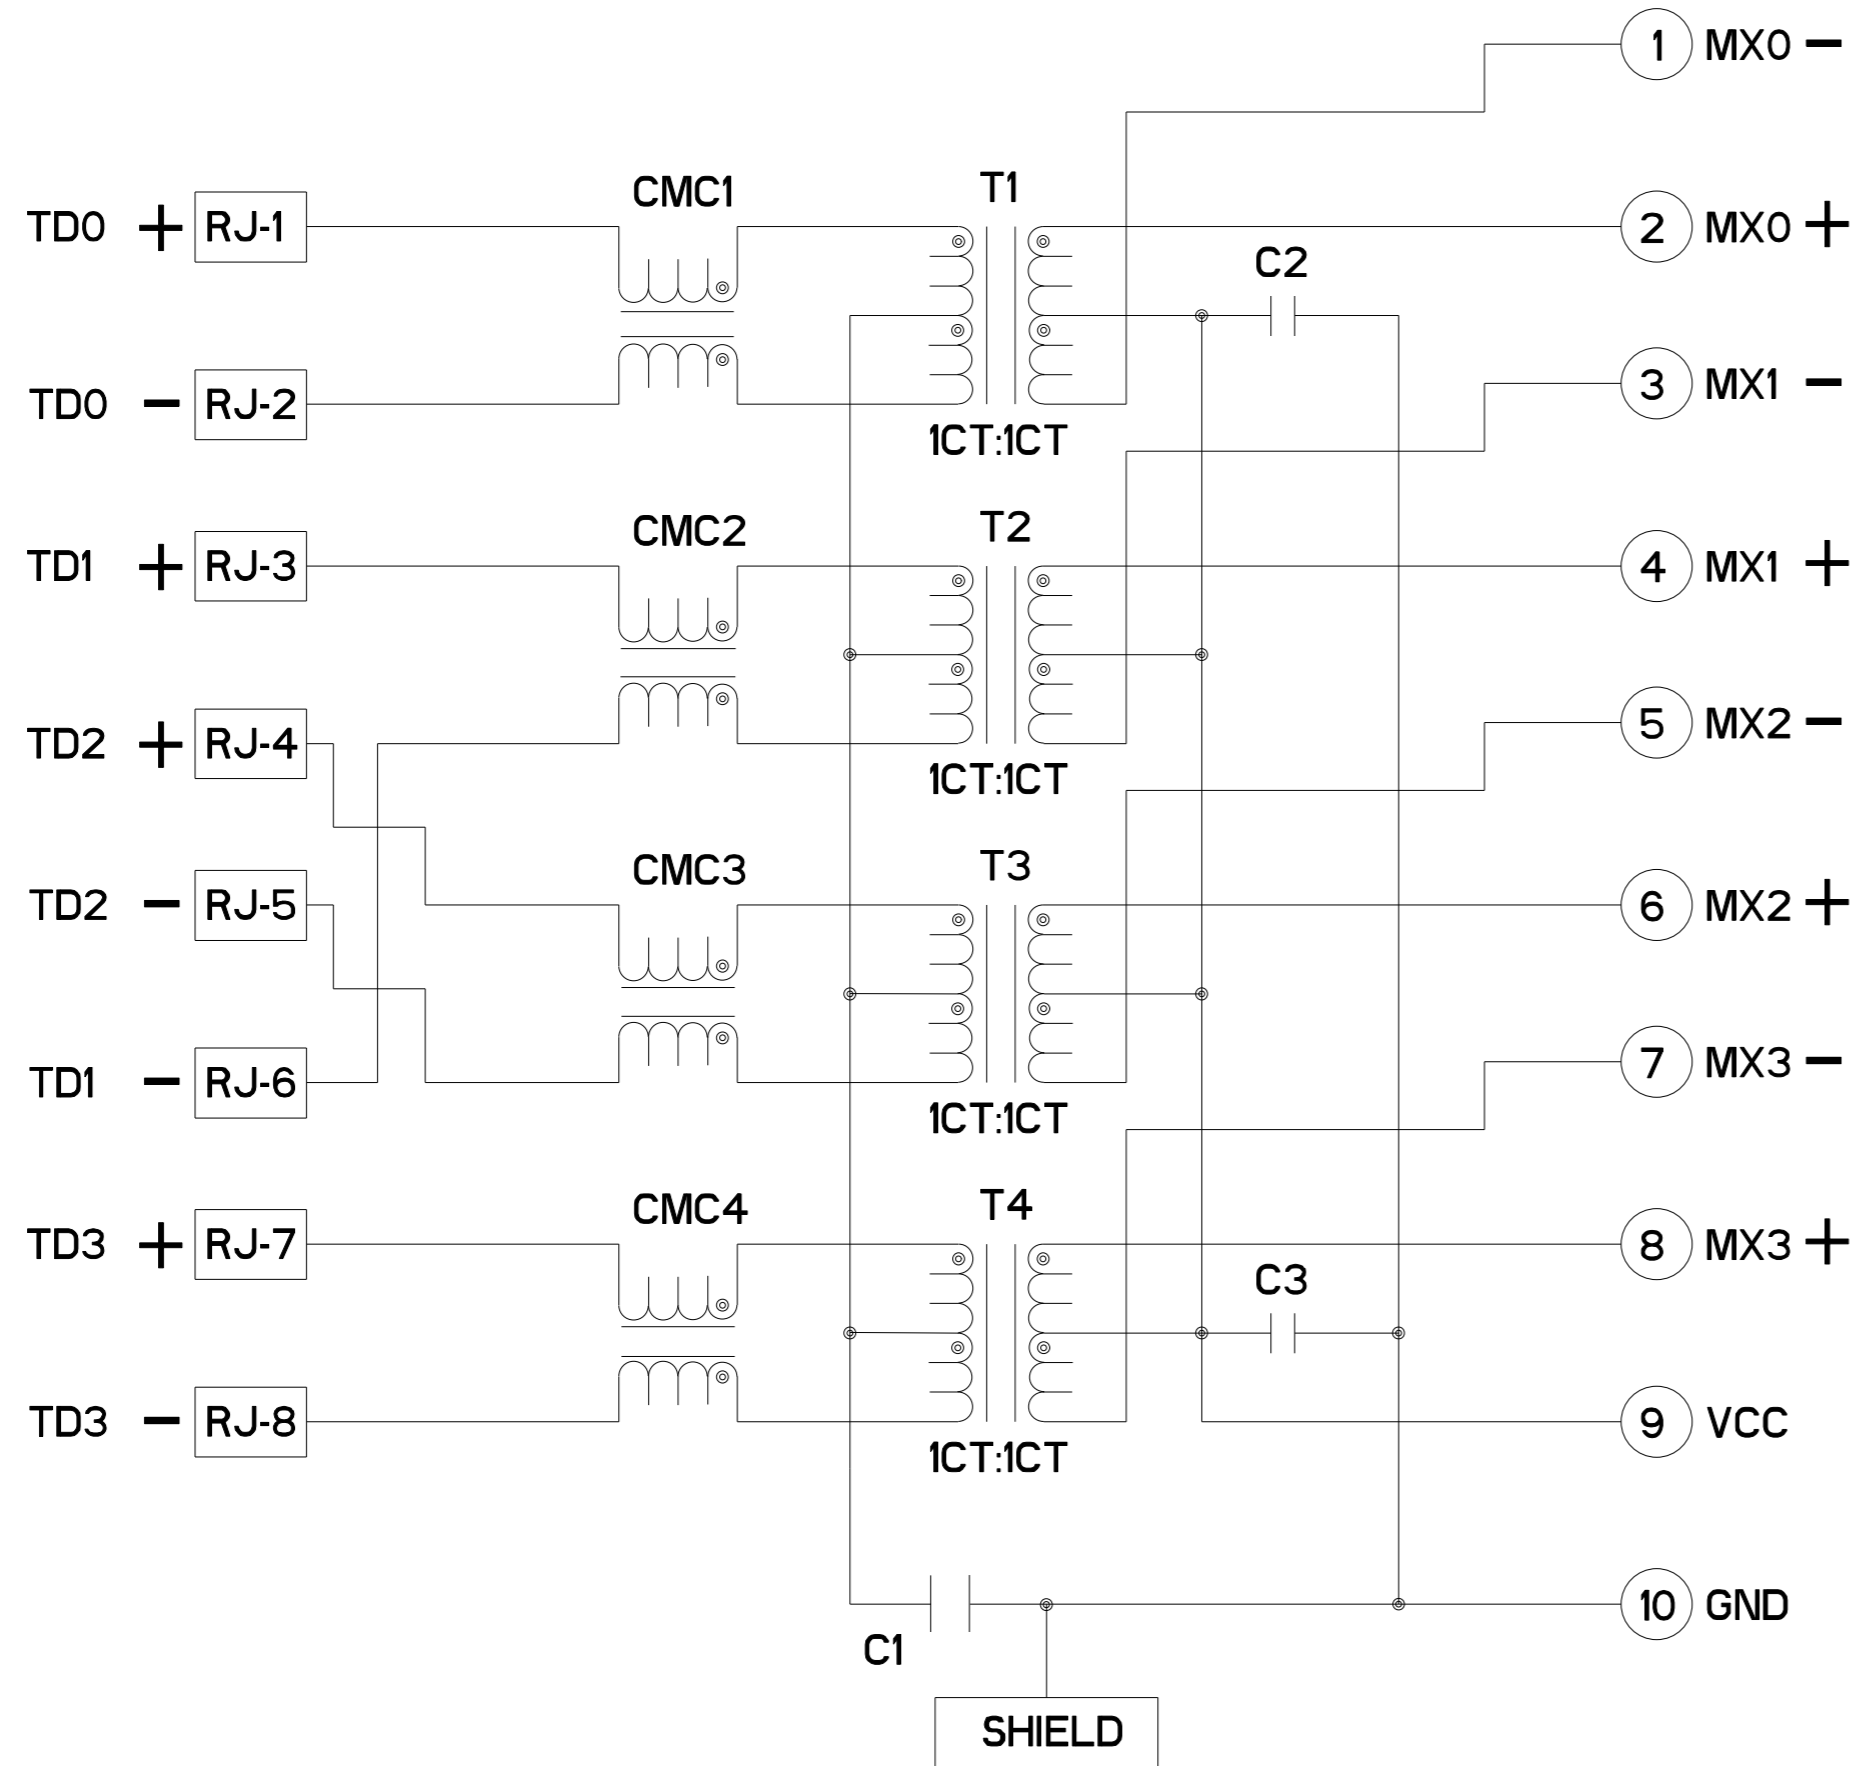 1 MX0 −
CMC1 T1
TD0 + RJ-1 2 MX0 +
C2
TD0 − RJ-2 3 MX1 −
1CT:1CT
CMC2 T2
TD1 + RJ-3 4 MX1 +
TD2 + RJ-4 5 MX2 −
1CT:1CT
CMC3 T3
TD2 − RJ-5 6 MX2 +
TD1 − RJ-6 7 MX3 −
1CT:1CT
CMC4 T4
TD3 + RJ-7 8 MX3 +
C3
TD3 − RJ-8 9 VCC
1CT:1CT
10 GND
C1
SHIELD